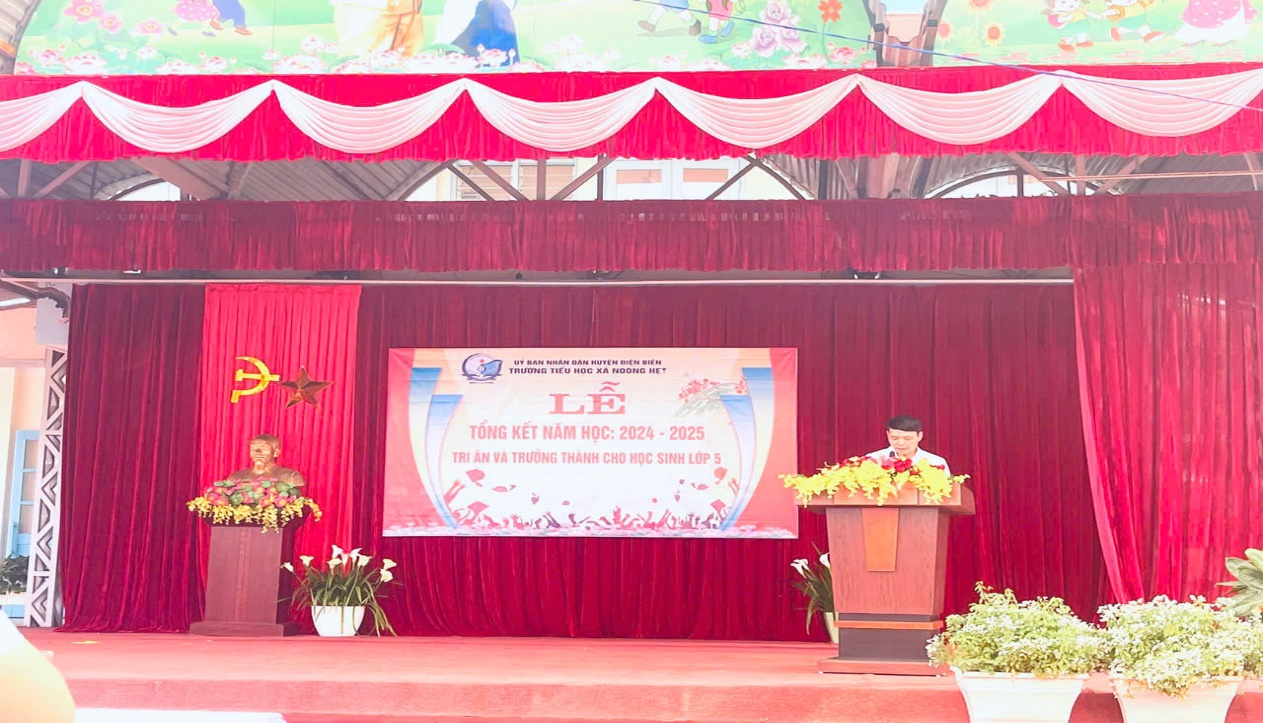 UỶ BAN NHÂN DÂN HUYỆN ĐIỆN BIÊN
TRƯỜNG TIỂU HỌC XÃ NOONG HẸT
LỄ
TỔNG KẾT NĂM HỌC: 2024 - 2025
TRI ÂN VÀ TRƯỞNG THÀNH CHO HỌC SINH LỚP 5